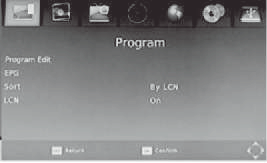 Program
Program Edit
EPG
Sort By LCN
LCN On
Return Confirm